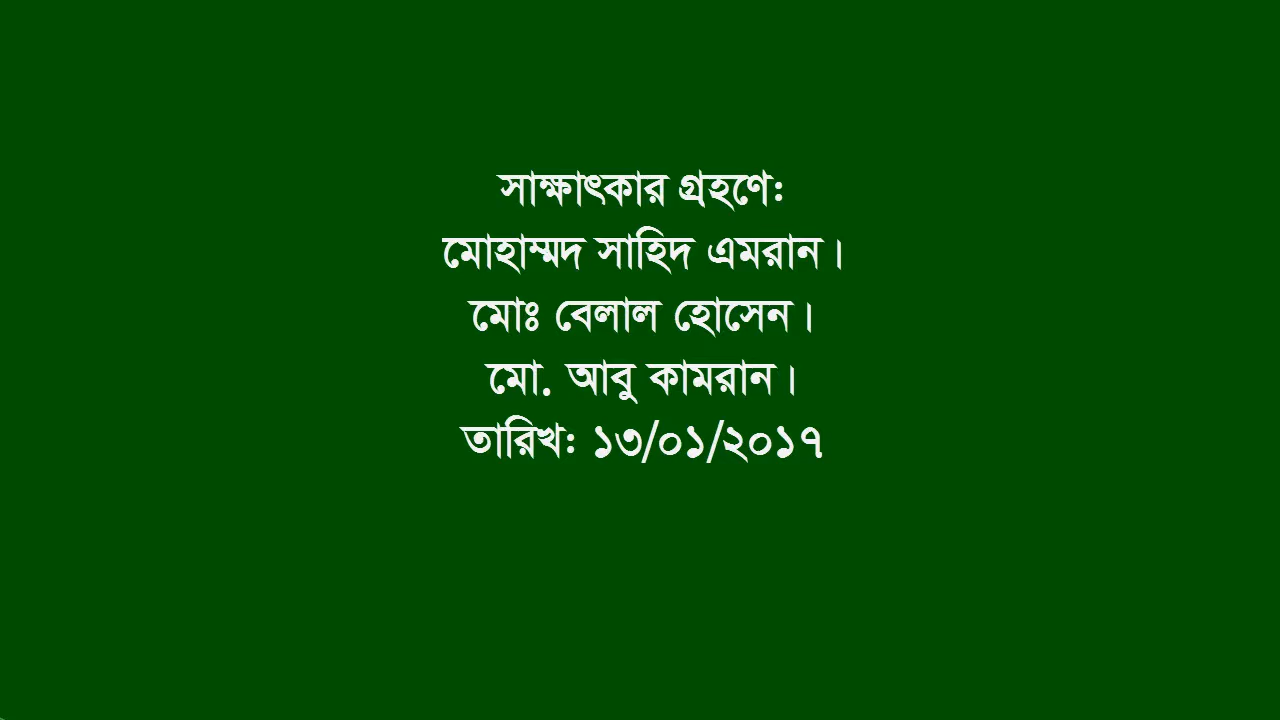 সাক্ষাৎকার গ্রহণে:
মোহাম্মদ সাহিদ এমরান।
মোঃ বেলাল হোসেন।
মো. আবু কামরান।
তারিখ: ১৩/০১/২০১৭